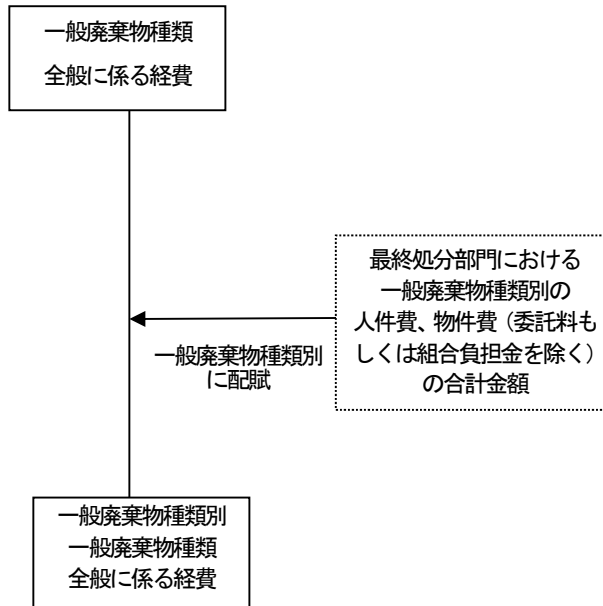 一般廃棄物種類
全般に係る経費
最終処分部門における
一般廃棄物種類別の
人件費、物件費（委託料も
しくは組合負担金を除く）
の合計金額
一般廃棄物種類別
に配賦
一般廃棄物種類別
一般廃棄物種類
全般に係る経費